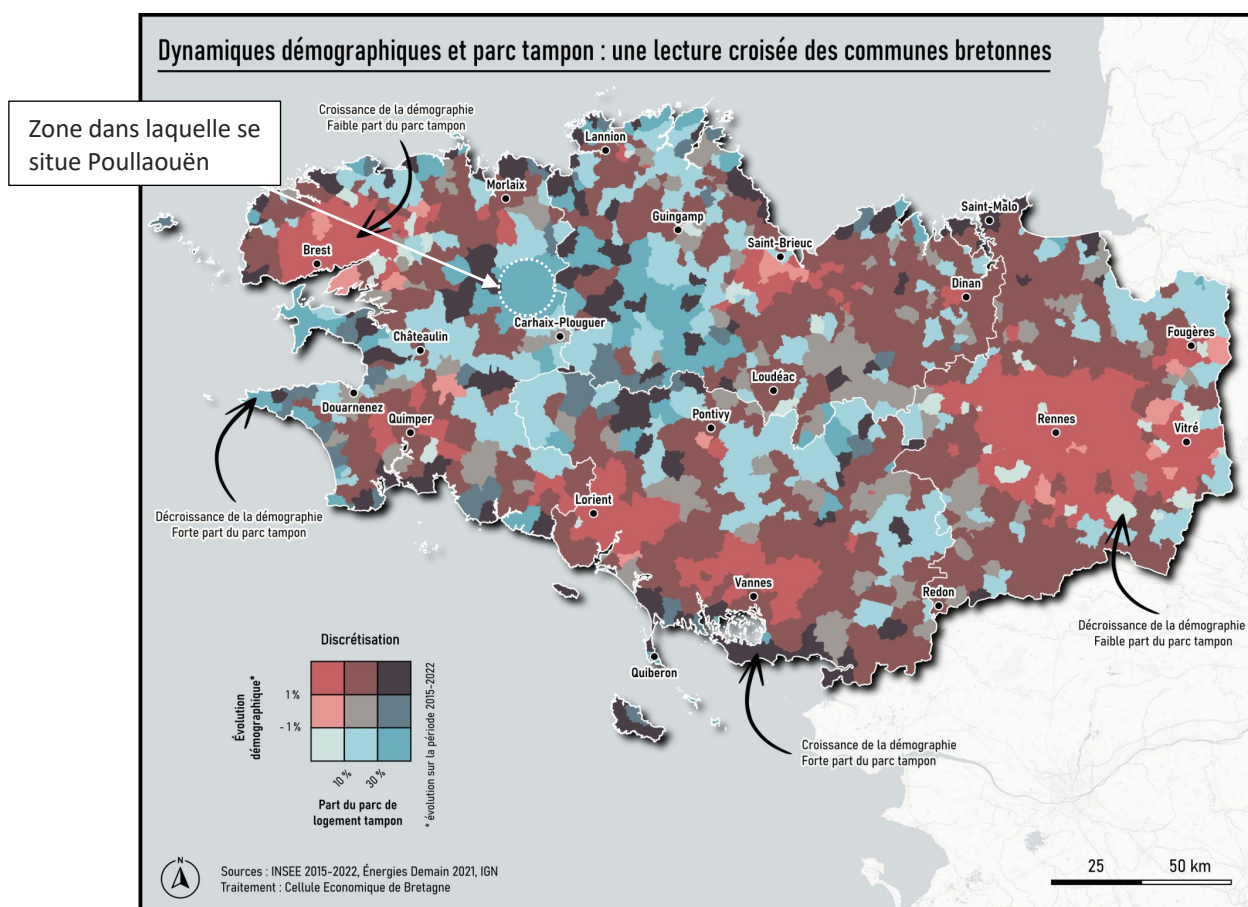 Dynamiques démographiques et parc tampon : une lecture croisée des communes bretonnes
Zone dans laquelle se
situe Poullaouën
Croissance de la démographie
Faible part du parc tampon
Lannion
Morlaix
Guingamp
Saint-Malo
Saint-Brieuc
Brest
Dinan
Carhaix-Plouguer
Châteaulin
Fougères
Loudéac
Douarnenez
Quimper
Pontivy
Rennes
Vitré
Lorient
Décroissance de la démographie
Forte part du parc tampon
Vannes
Redon
Décroissance de la démographie
Faible part du parc tampon
Quiberon
Croissance de la démographie
Forte part du parc tampon
Discrétisation
Évolution
démographique*
1 %
- 1 %
10 %
30 %
Part du parc de
logement tampon
* évolution sur la période 2015-2022
N
Sources : INSEE 2015-2022, Énergies Demain 2021, IGN
Traitement : Cellule Economique de Bretagne
25
50 km